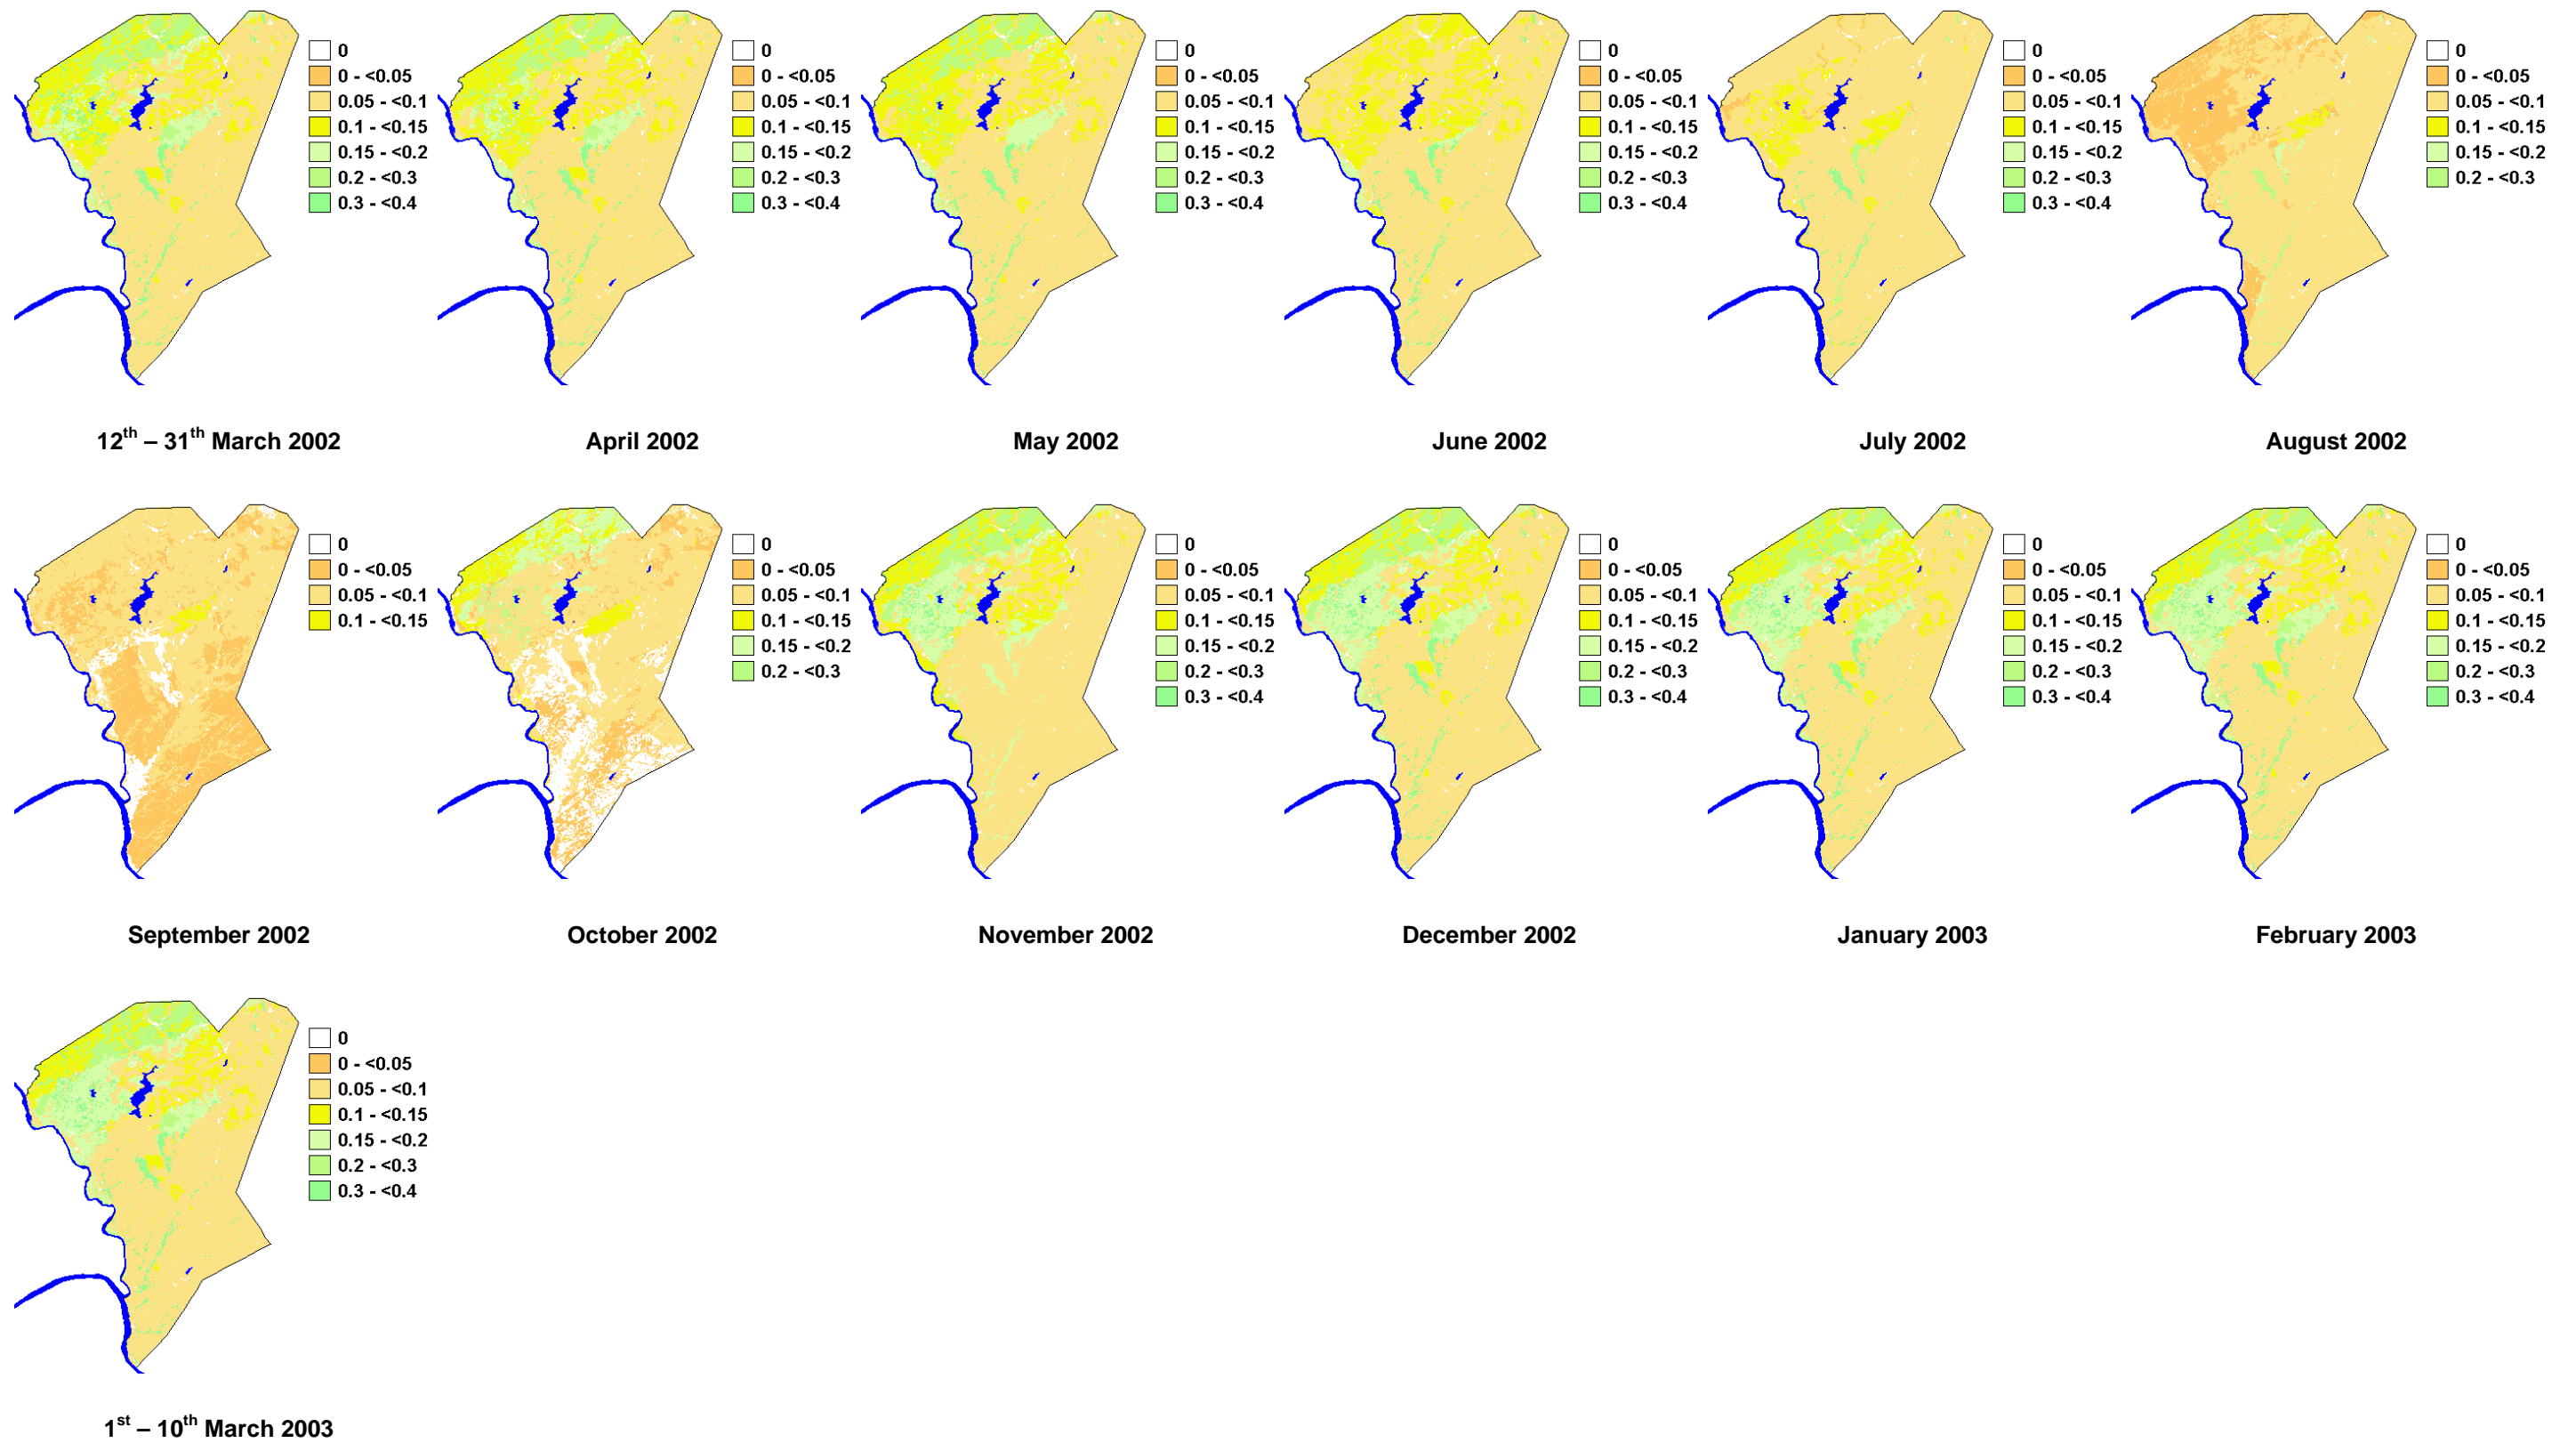 0
0 - <0.05
0.05 - <0.1
0.1 - <0.15
0.15 - <0.2
0.2 - <0.3
0.3 - <0.4
12th – 31th March 2002
0
0 - <0.05
0.05 - <0.1
0.1 - <0.15
0.15 - <0.2
0.2 - <0.3
0.3 - <0.4
April 2002
0
0 - <0.05
0.05 - <0.1
0.1 - <0.15
0.15 - <0.2
0.2 - <0.3
0.3 - <0.4
May 2002
0
0 - <0.05
0.05 - <0.1
0.1 - <0.15
0.15 - <0.2
0.2 - <0.3
0.3 - <0.4
June 2002
0
0 - <0.05
0.05 - <0.1
0.1 - <0.15
0.15 - <0.2
0.2 - <0.3
0.3 - <0.4
July 2002
0
0 - <0.05
0.05 - <0.1
0.1 - <0.15
0.15 - <0.2
0.2 - <0.3
August 2002
0
0 - <0.05
0.05 - <0.1
0.1 - <0.15
September 2002
0
0 - <0.05
0.05 - <0.1
0.1 - <0.15
0.15 - <0.2
0.2 - <0.3
October 2002
0
0 - <0.05
0.05 - <0.1
0.1 - <0.15
0.15 - <0.2
0.2 - <0.3
0.3 - <0.4
November 2002
0
0 - <0.05
0.05 - <0.1
0.1 - <0.15
0.15 - <0.2
0.2 - <0.3
0.3 - <0.4
December 2002
0
0 - <0.05
0.05 - <0.1
0.1 - <0.15
0.15 - <0.2
0.2 - <0.3
0.3 - <0.4
January 2003
0
0 - <0.05
0.05 - <0.1
0.1 - <0.15
0.15 - <0.2
0.2 - <0.3
0.3 - <0.4
February 2003
0
0 - <0.05
0.05 - <0.1
0.1 - <0.15
0.15 - <0.2
0.2 - <0.3
0.3 - <0.4
1st – 10th March 2003